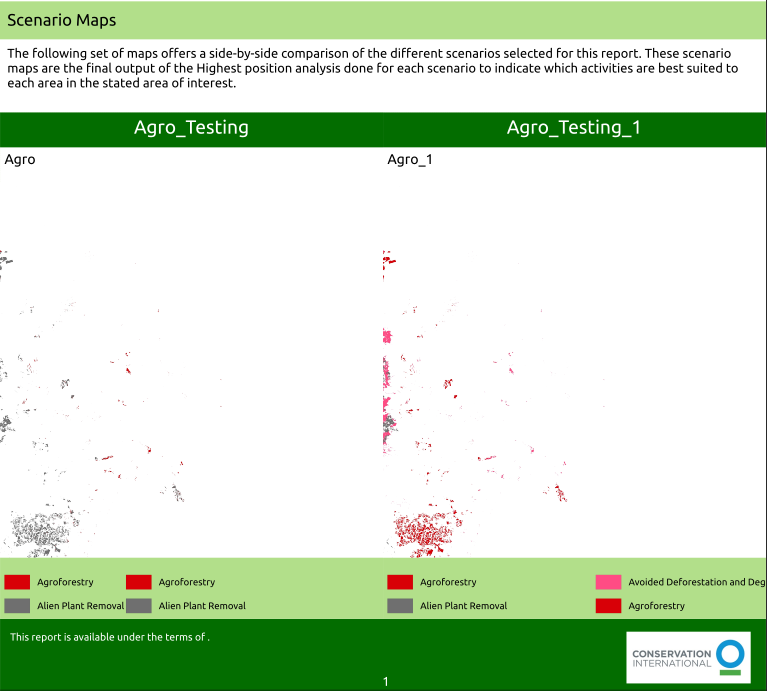 Scenario Maps
The following set of maps offers a side-by-side comparison of the different scenarios selected for this report. These scenario
maps are the final output of the Highest position analysis done for each scenario to indicate which activities are best suited to
each area in the stated area of interest.
Agro_Testing
Agro_Testing_1
Agro
Agro_1
Agroforestry
Agroforestry
Alien Plant Removal
Alien Plant Removal
Agroforestry
Avoided Deforestation and Deg
Alien Plant Removal
Agroforestry
This report is available under the terms of .
CONSERVATION
INTERNATIONAL
1